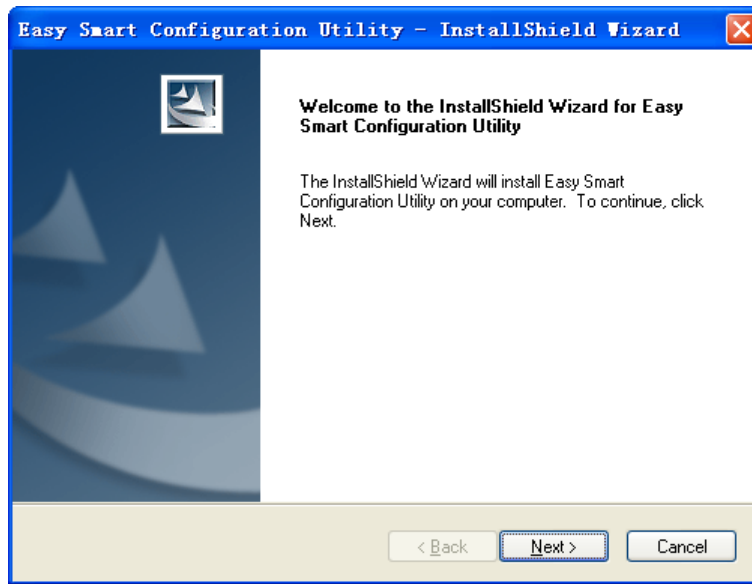 Easy Smart Configuration Utility - InstallShield Wizard
Welcome to the InstallShield Wizard for Easy
Smart Configuration Utility
The InstallShield Wizard will install Easy Smart
Configuration Utility on your computer. To continue, click
Next.
< Back
Next >
Cancel